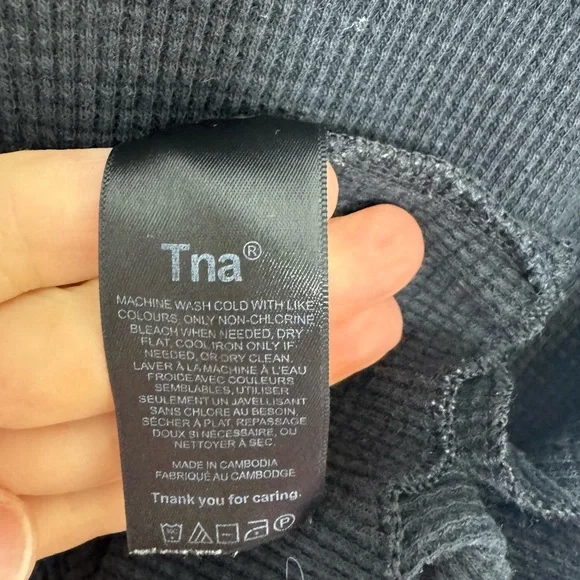 Tna®
MACHINE WASH COLD WITH LIKE
COLOURS, ONLY NON-CHLORINE
BLEACH WHEN NEEDED, DRY
FLAT, COOL IRON ONLY IF
NEEDED, OR DRY CLEAN.
LAVER À LA MACHINE À L'EAU
FROIDE AVEC COULEURS
SEMBLABLES, UTILISER
SEULEMENT UN JAVELLISANT
SANS CHLORE AU BESOIN,
SÉCHER À PLAT, REPASSAGE
DOUX SI NÉCESSAIRE, OU
NETTOYER À SEC.
MADE IN CAMBODIA
FABRIQUÉ AU CAMBODGE
Tnank you for caring.
P